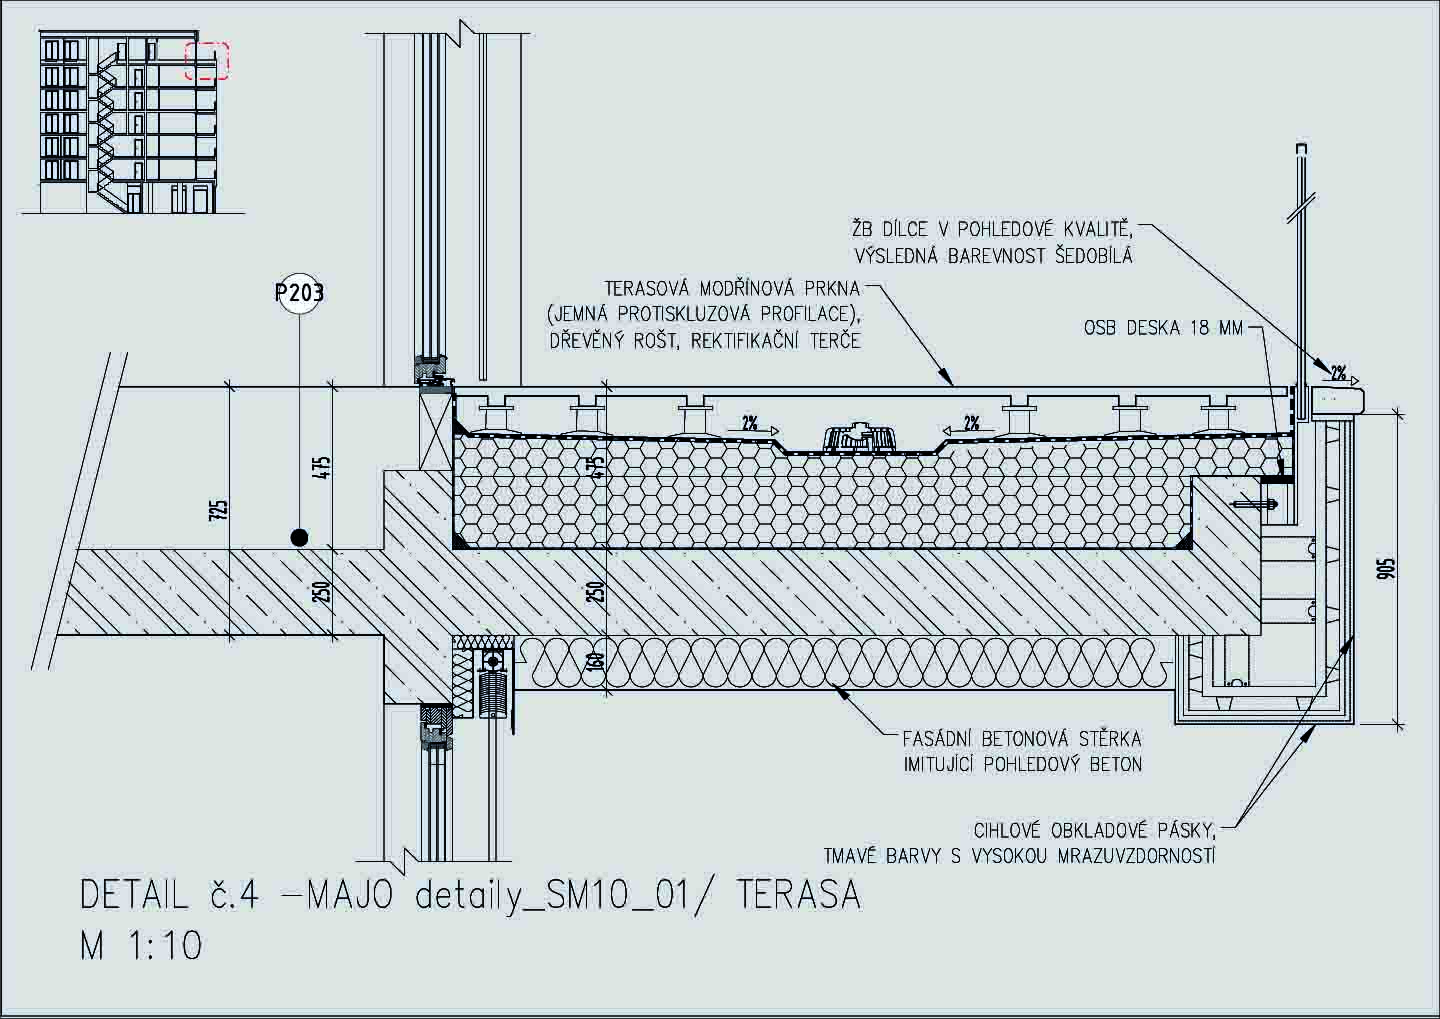 ŽB DÍLCE V POHLEDOVÉ KVALITĚ,
VÝSLEDNÁ BAREVNOST ŠEDOBÍLÁ
P203
TERASOVÁ MODŘÍNOVÁ PRKNA
(JEMNÁ PROTISKLUZOVÁ PROFILACE),
DŘEVĚNÝ ROŠT, REKTIFIKAČNÍ TERČE
OSB DESKA 18 MM
2%
2%
2%
725
475
250
475
250
160
905
FASÁDNÍ BETONOVÁ STĚRKA
IMITUJÍCÍ POHLEDOVÝ BETON
CIHLOVÉ OBKLADOVÉ PÁSKY,
TMAVÉ BARVY S VYSOKOU MRAZUVZDORNOSTÍ
DETAIL č.4 -MAJO detaily_SM10_01/ TERASA
M 1:10